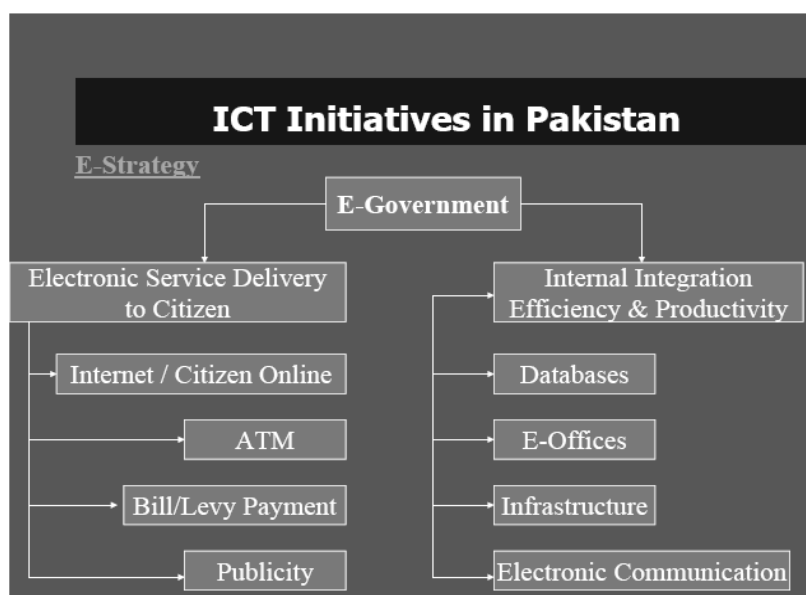 ICT Initiatives in Pakistan
E-Strategy
E-Government
Electronic Service Delivery
to Citizen
Internet / Citizen Online
ATM
Bill/Levy Payment
Publicity
Internal Integration
Efficiency & Productivity
Databases
E-Offices
Infrastructure
Electronic Communication